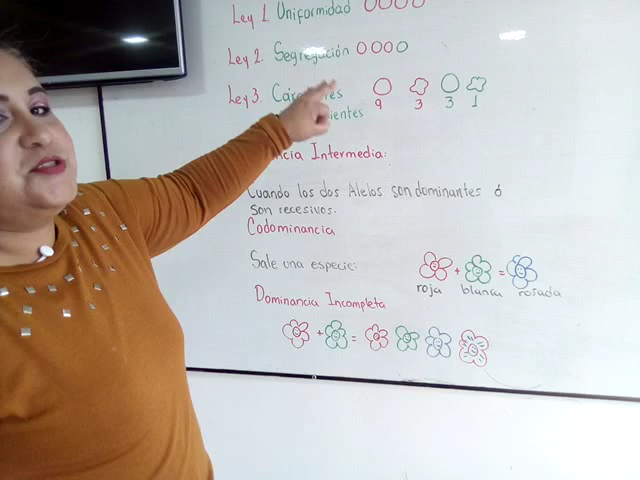 Ley 1. Uniformidad
Ley 2. Segregación
Ley 3.
9 3 3 1
Intermedia:
Cuando los dos Alelos son dominantes ó
son recesivos.
Codominancia
Sale una especie:
+ =
roja blanca rosada
Dominancia Incompleta
+ =